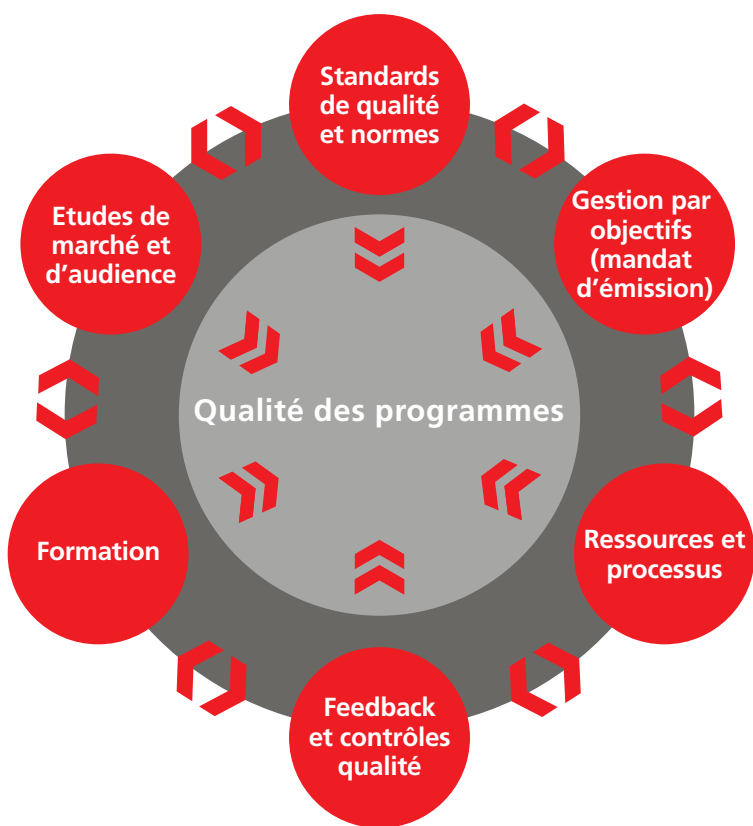 Standards
de qualité
et normes
Gestion par
objectifs
(mandat
d’émission)
Ressources et
processus
Feedback
et contrôles
qualité
Formation
Etudes de
marché et
d’audience
Qualité des programmes